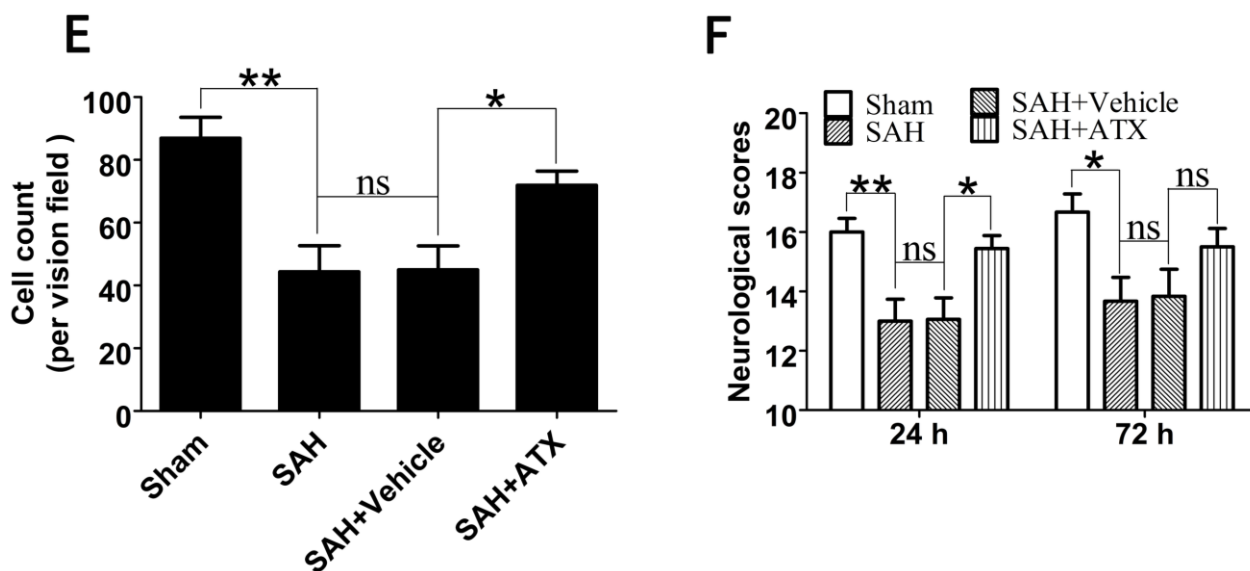 E
**
*
ns
100
80
60
40
20
0
Cell count
(per vision field )
Sham
SAH
SAH+Vehicle
SAH+ATX
F
Sham
SAH+Vehicle
SAH
SAH+ATX
20
18
16
14
12
10
Neurological scores
**
*
ns
*
ns
ns
24 h
72 h